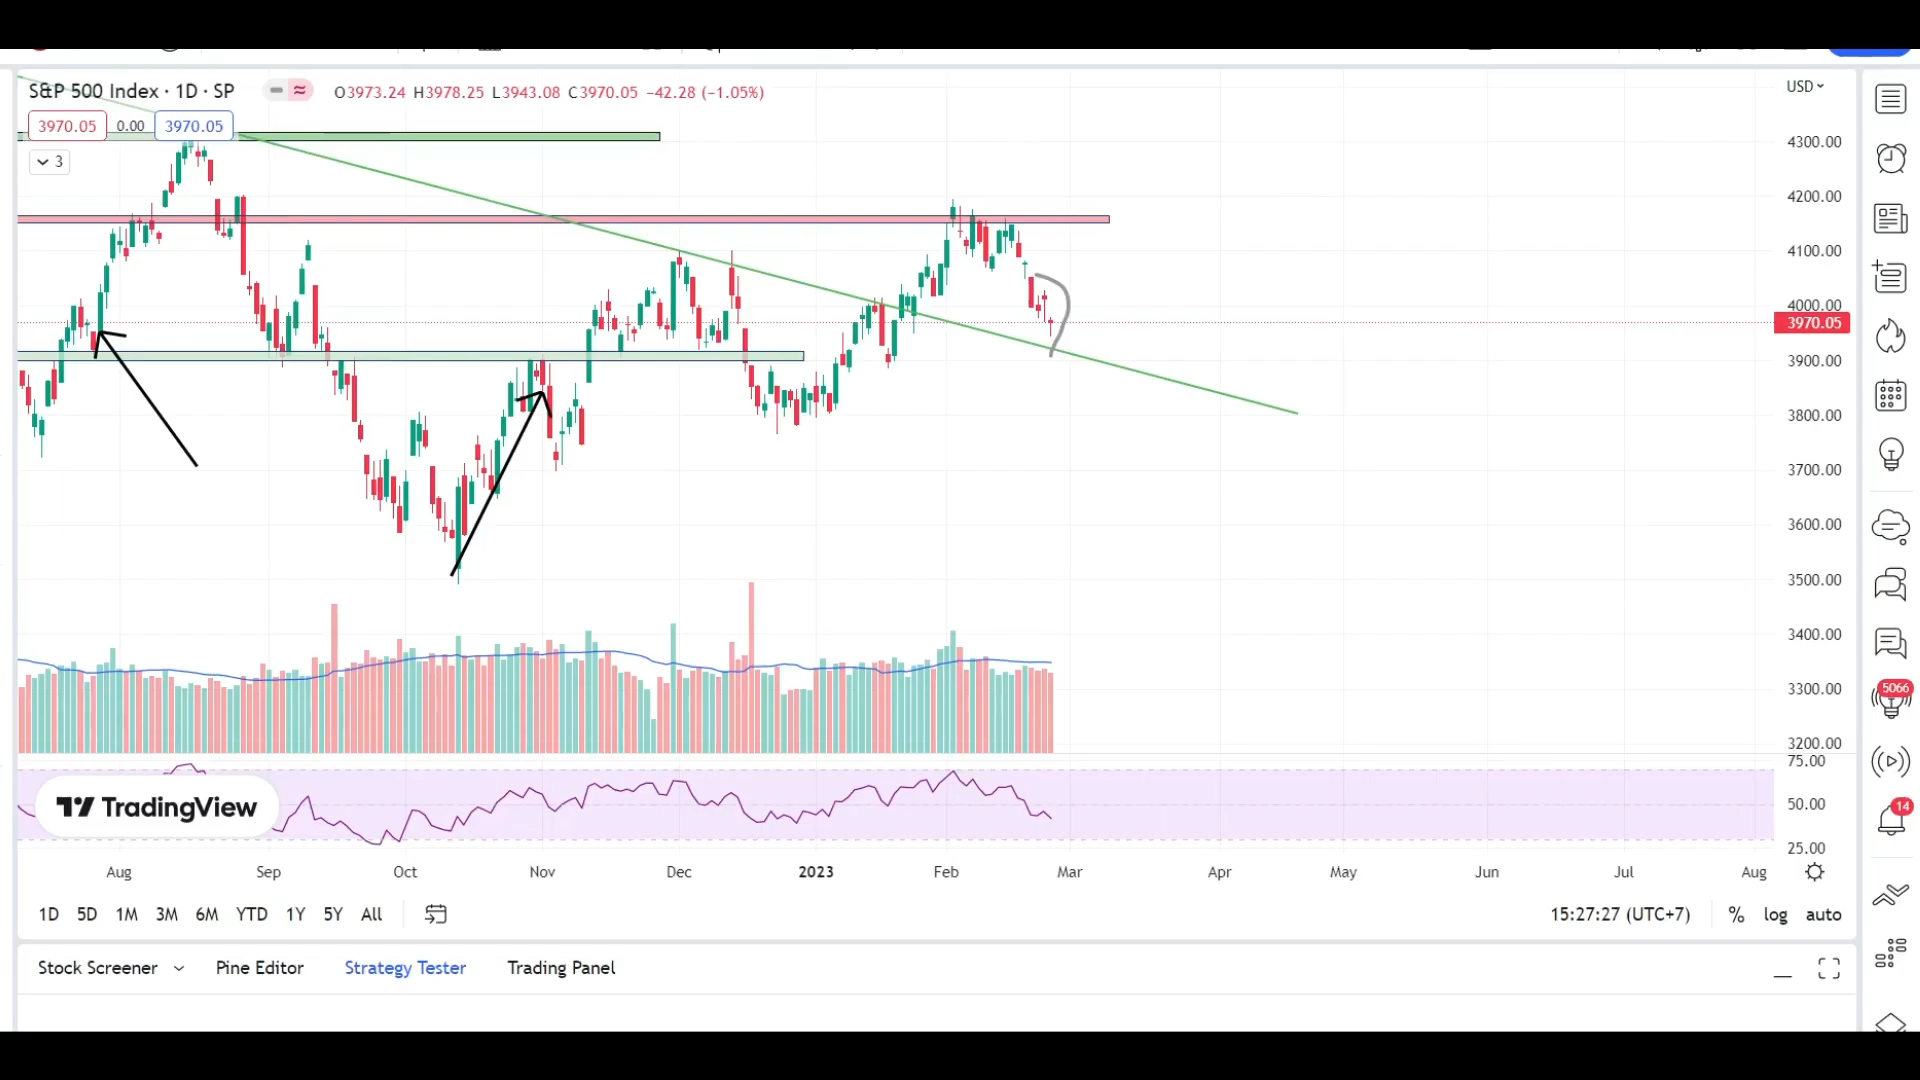 S&P 500 Index · 1D · SP
O3973.24 H3978.25 L3943.08 C3970.05 −42.28 (−1.05%)
USD
3970.05 0.00 3970.05
3
4300.00
4200.00
4100.00
4000.00
3970.05
3900.00
3800.00
3700.00
3600.00
3500.00
3400.00
3300.00
3200.00
75.00
50.00
25.00
5066
14
TradingView
Aug Sep Oct Nov Dec 2023 Feb Mar Apr May Jun Jul Aug
1D 5D 1M 3M 6M YTD 1Y 5Y All
15:27:27 (UTC+7) % log auto
Stock Screener Pine Editor Strategy Tester Trading Panel